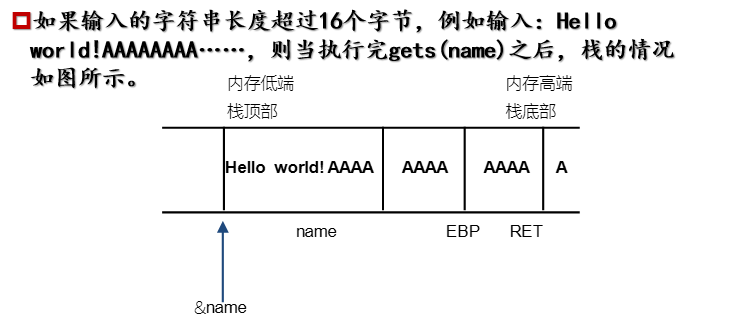 如果输入的字符串长度超过16个字节，例如输入：Hello
world!AAAAAAAA……，则当执行完gets(name)之后，栈的情况
如图所示。
内存低端 内存高端
栈顶部 栈底部
Hello world! AAAA AAAA AAAA A
name EBP RET
&name